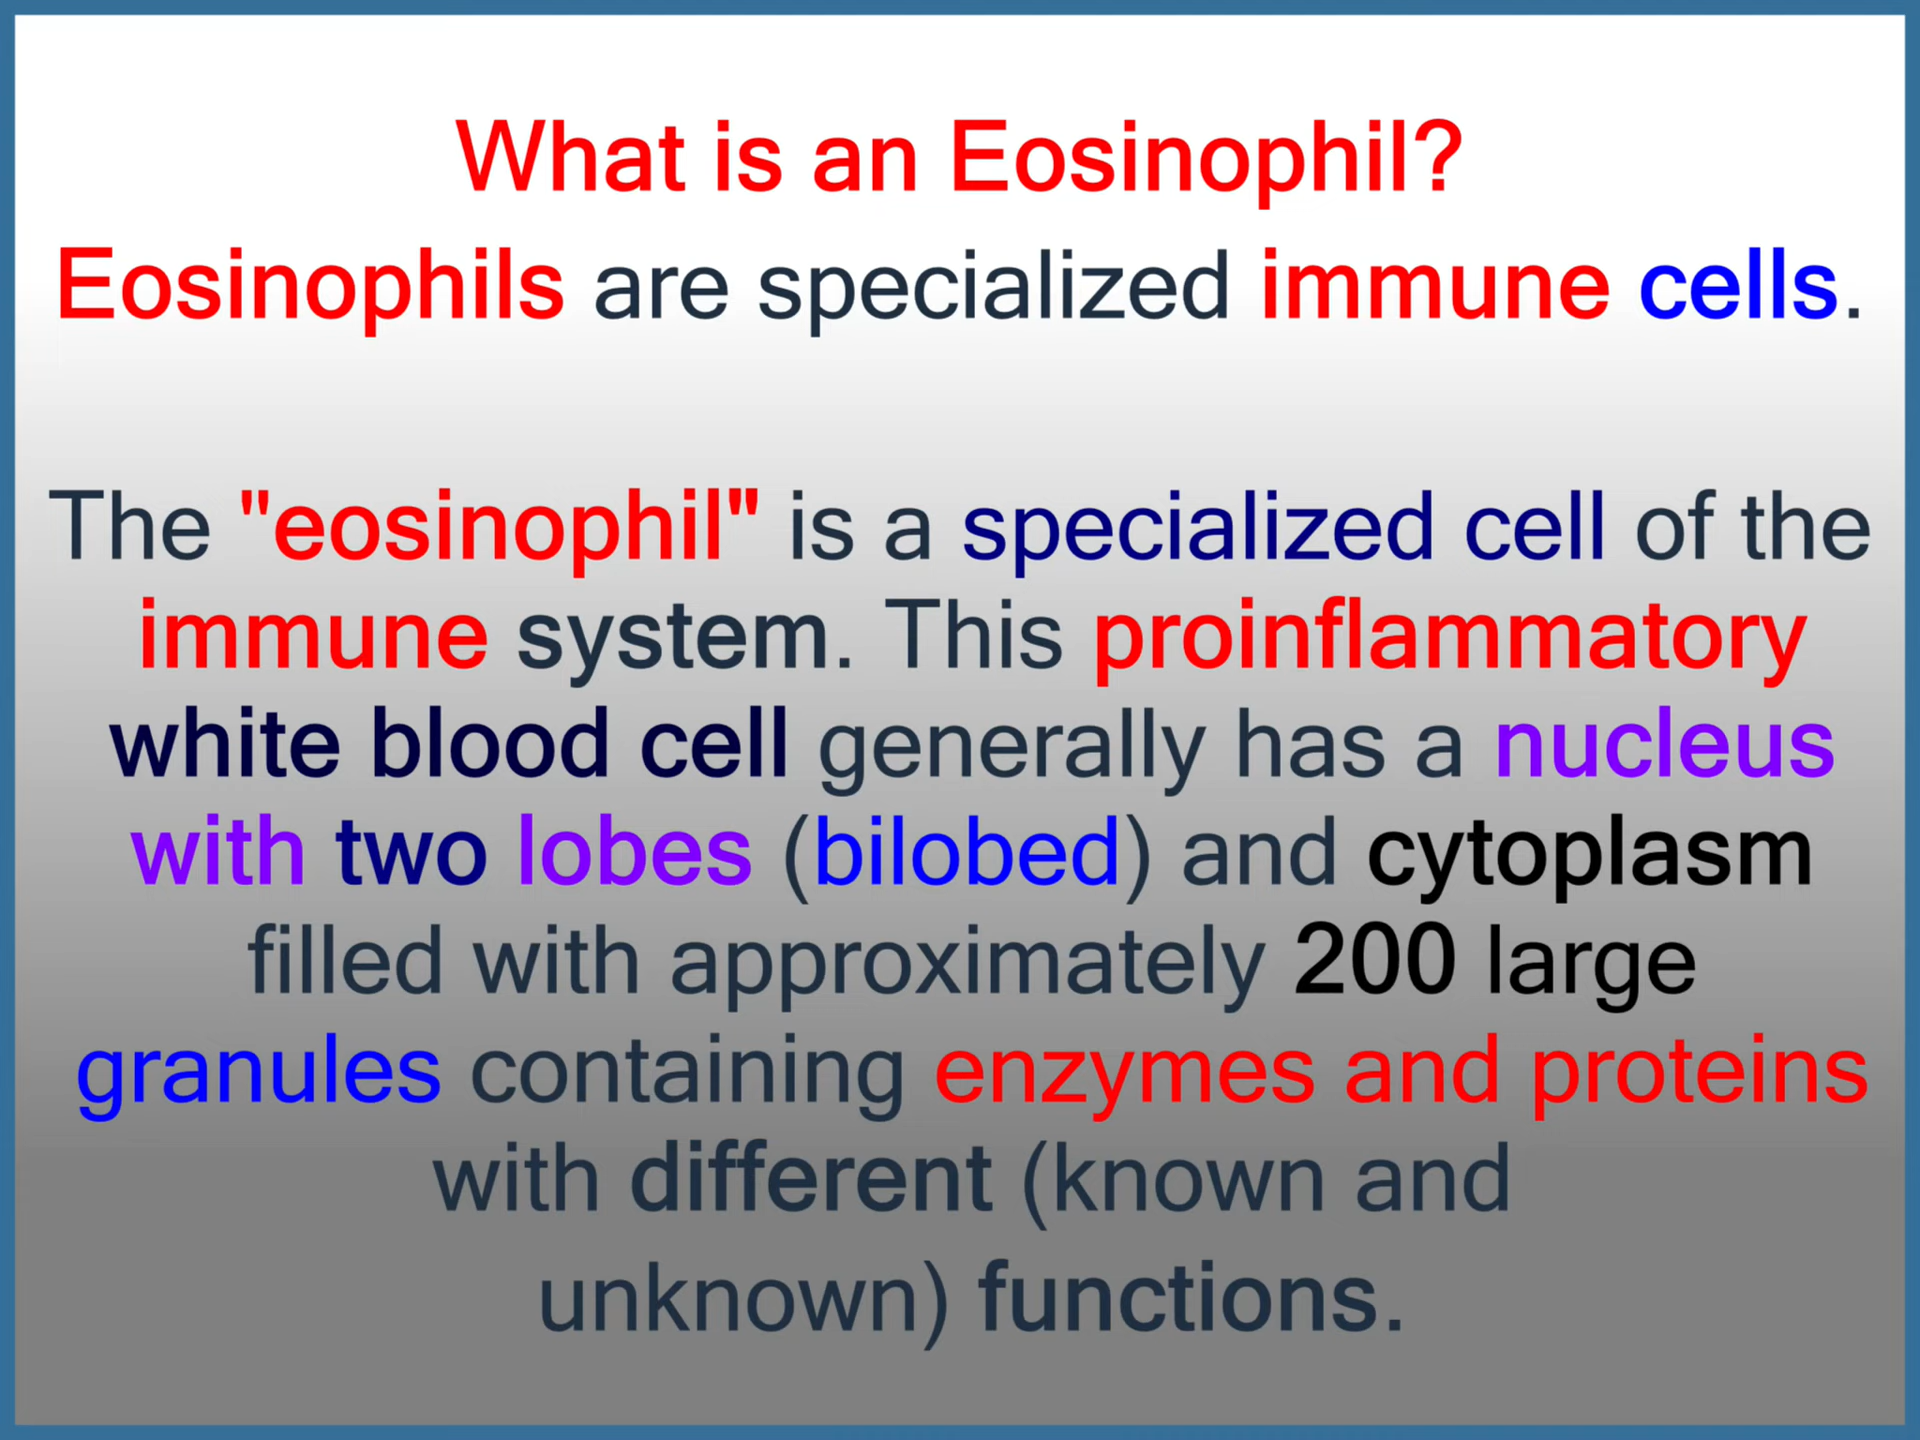 What is an Eosinophil?
Eosinophils are specialized immune cells.
The "eosinophil" is a specialized cell of the
immune system. This proinflammatory
white blood cell generally has a nucleus
with two lobes (bilobed) and cytoplasm
filled with approximately 200 large
granules containing enzymes and proteins
with different (known and
unknown) functions.